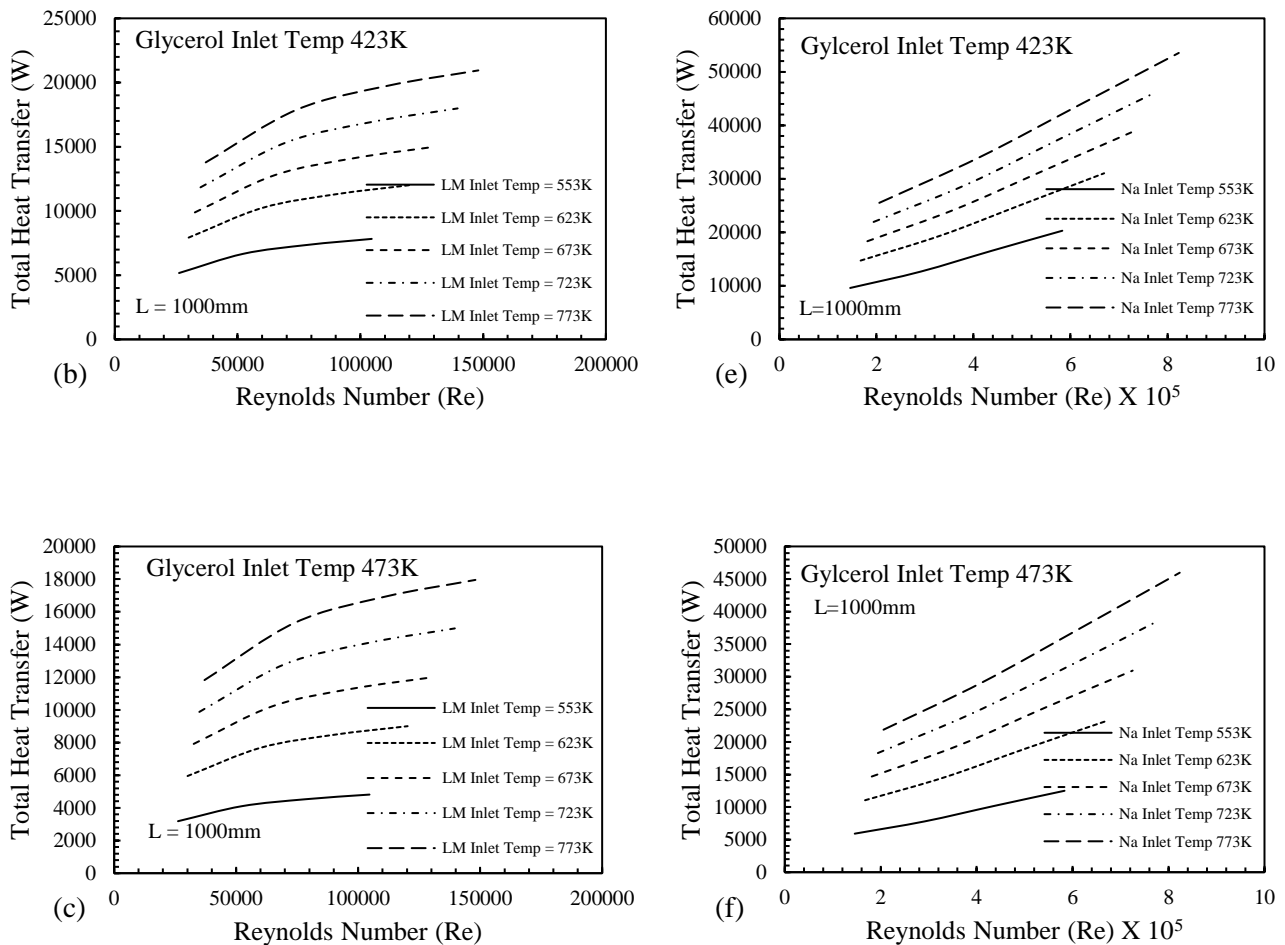 Glycerol Inlet Temp 423K
Total Heat Transfer (W)
25000
20000
15000
10000
5000
0
LM Inlet Temp = 553K
LM Inlet Temp = 623K
LM Inlet Temp = 673K
LM Inlet Temp = 723K
LM Inlet Temp = 773K
L = 1000mm
0 50000 100000 150000 200000
(b)
Reynolds Number (Re)
Gylcerol Inlet Temp 423K
Total Heat Transfer (W)
60000
50000
40000
30000
20000
10000
0
Na Inlet Temp 553K
Na Inlet Temp 623K
Na Inlet Temp 673K
Na Inlet Temp 723K
Na Inlet Temp 773K
L=1000mm
0 2 4 6 8 10
(e)
Reynolds Number (Re) X 10⁵
Glycerol Inlet Temp 473K
Total Heat Transfer (W)
20000
18000
16000
14000
12000
10000
8000
6000
4000
2000
0
LM Inlet Temp = 553K
LM Inlet Temp = 623K
LM Inlet Temp = 673K
LM Inlet Temp = 723K
LM Inlet Temp = 773K
L = 1000mm
0 50000 100000 150000 200000
(c)
Reynolds Number (Re)
Gylcerol Inlet Temp 473K
L=1000mm
Total Heat Transfer (W)
50000
45000
40000
35000
30000
25000
20000
15000
10000
5000
0
Na Inlet Temp 553K
Na Inlet Temp 623K
Na Inlet Temp 673K
Na Inlet Temp 723K
Na Inlet Temp 773K
0 2 4 6 8 10
(f)
Reynolds Number (Re) X 10⁵